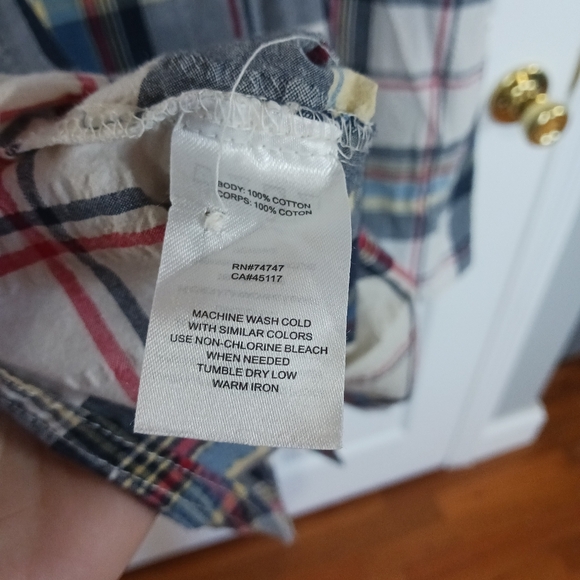 BODY: 100% COTTON
CORPS: 100% COTON
RN#74747
CA#45117
MACHINE WASH COLD
WITH SIMILAR COLORS
USE NON-CHLORINE BLEACH
WHEN NEEDED
TUMBLE DRY LOW
WARM IRON